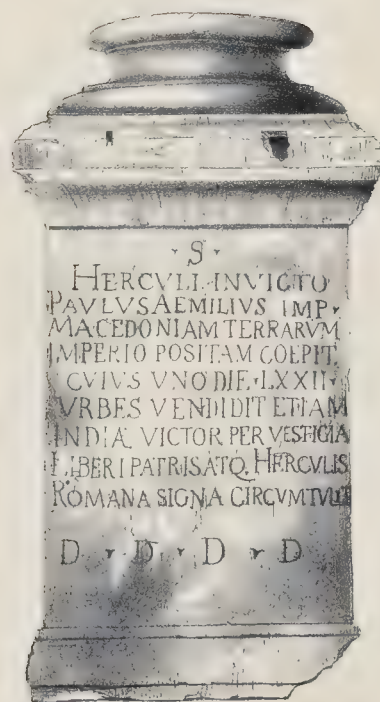 · S ·
HERCVLI · INVICTO
PAVLVS AEMILIVS IMP ·
MACEDONIAM TERRARVM
IMPERIO POSITAM COEPIT
CVIVS VNO DIE · LXXII ·
VRBES VENDIDIT ETIAM
INDIÆ VICTOR PER VESTIGIA
LIBERI PATRIS ATQ. HERCVLIS
ROMANA SIGNA CIRCVMTVLIT
D · D · D · D